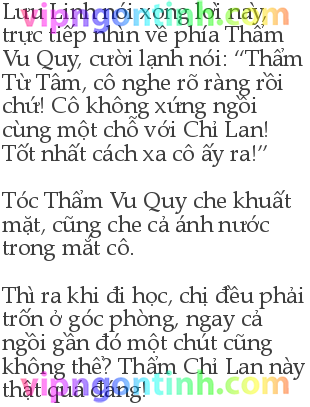 Lưu Linh nói xong lời này,
trực tiếp nhìn về phía Thẩm
Vu Quy, cười lạnh nói: “Thẩm
Từ Tâm, cô nghe rõ ràng rồi
chứ! Cô không xứng ngồi
cùng một chỗ với Chỉ Lan!
Tốt nhất cách xa cô ấy ra!”
Tóc Thẩm Vu Quy che khuất
mặt, cũng che cả ánh nước
trong mắt cô.
Thì ra khi đi học, chị đều phải
trốn ở góc phòng, ngay cả
ngồi gần đó một chút cũng
không thể? Thẩm Chỉ Lan này
thật quá đáng!
vipngontinh.com
vipngontinh.com